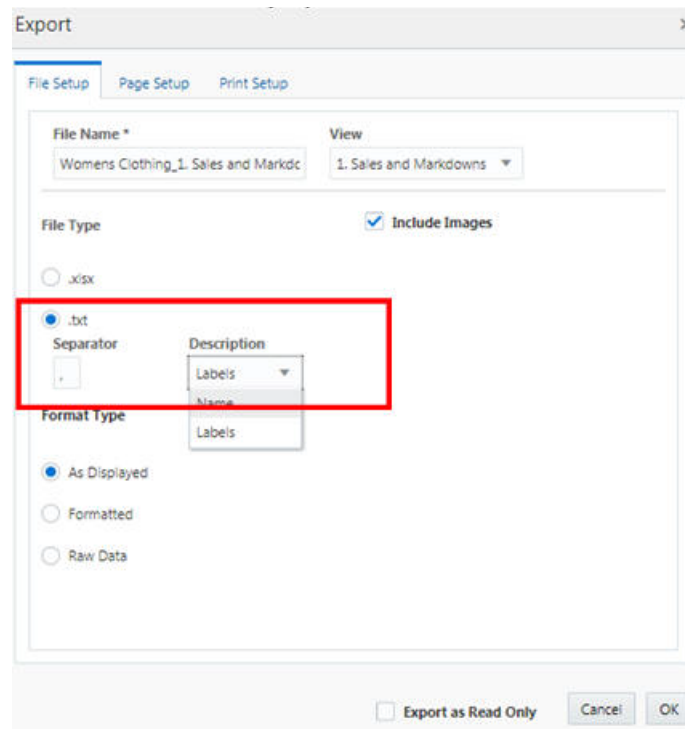 Export
File Setup Page Setup Print Setup
File Name * View
Womens Clothing_1. Sales and Markdc 1. Sales and Markdowns
File Type Include Images
.xlsx
.txt
Separator Description
, Labels
Name
Format Type
Labels
As Displayed
Formatted
Raw Data
Export as Read Only Cancel OK